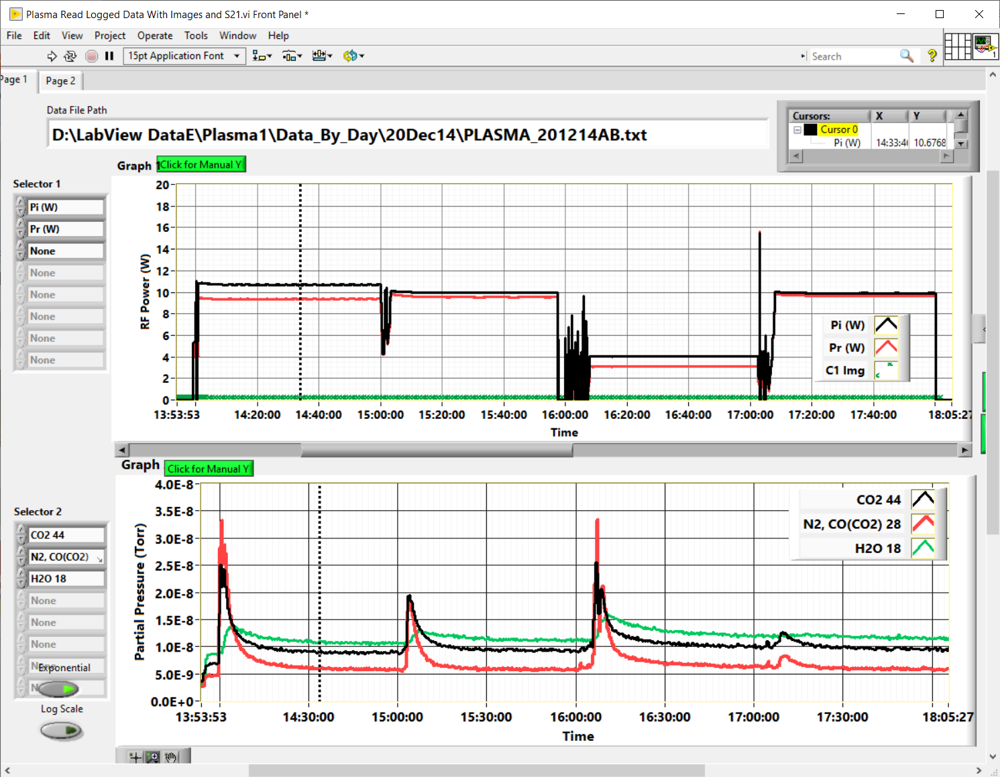 Plasma Read Logged Data With Images and S21.vi Front Panel *
File Edit View Project Operate Tools Window Help
15pt Application Font
Search
1
Page 1 Page 2
Data File Path
D:\LabView DataE\Plasma1\Data_By_Day\20Dec14\PLASMA_201214AB.txt
Cursors: X Y
Cursor 0
Pi (W) 14:33:4 10.6768
Graph 1
Click for Manual Y
Selector 1
Pi (W)
Pr (W)
None
None
None
None
None
None
RF Power (W)
20
18
16
14
12
10
8
6
4
2
0
Pi (W)
Pr (W)
C1 Img
13:53:53 14:20:00 14:40:00 15:00:00 15:20:00 15:40:00 16:00:00 16:20:00 16:40:00 17:00:00 17:20:00 17:40:00 18:05:27
Time
Graph
Click for Manual Y
Selector 2
CO2 44
N2, CO(CO2)
H2O 18
None
None
None
Exponential
N
Log Scale
Partial Pressure (Torr)
4.0E-8
3.5E-8
3.0E-8
2.5E-8
2.0E-8
1.5E-8
1.0E-8
5.0E-9
0.0E+0
CO2 44
N2, CO(CO2) 28
H2O 18
13:53:53 14:30:00 15:00:00 15:30:00 16:00:00 16:30:00 17:00:00 17:30:00 18:05:27
Time